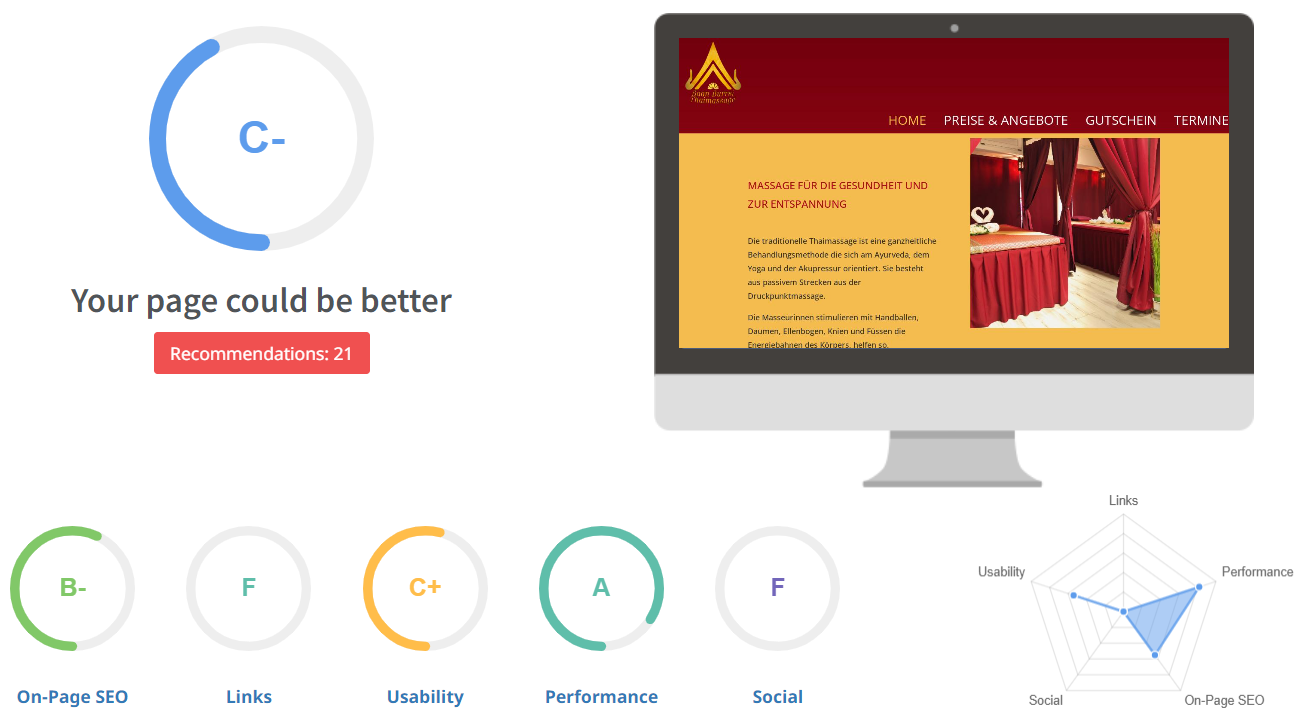 C-
Your page could be better
Recommendations: 21
Thaimassage
HOME PREISE & ANGEBOTE GUTSCHEIN TERMINE
MASSAGE FÜR DIE GESUNDHEIT UND
ZUR ENTSPANNUNG
Die traditionelle Thaimassage ist eine ganzheitliche
Behandlungsmethode die sich am Ayurveda, dem
Yoga und der Akupressur orientiert. Sie besteht
aus passivem Strecken aus der
Druckpunktmassage.
Die Masseurinnen stimulieren mit Handballen,
Daumen, Ellenbogen, Knien und Füssen die
Energiebahnen des Körpers, helfen so,
B-
On-Page SEO
F
Links
C+
Usability
A
Performance
F
Social
Links
Usability
Performance
Social
On-Page SEO